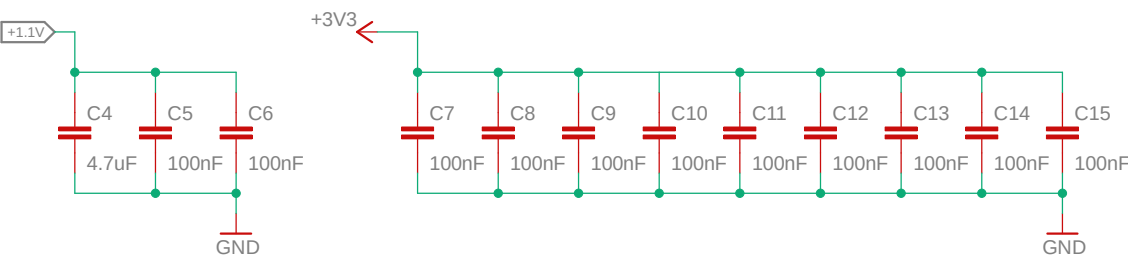 +3V3
+1.1V
C4 C5 C6 C7 C8 C9 C10 C11 C12 C13 C14 C15
4.7uF 100nF 100nF 100nF 100nF 100nF 100nF 100nF 100nF 100nF 100nF 100nF
GND GND